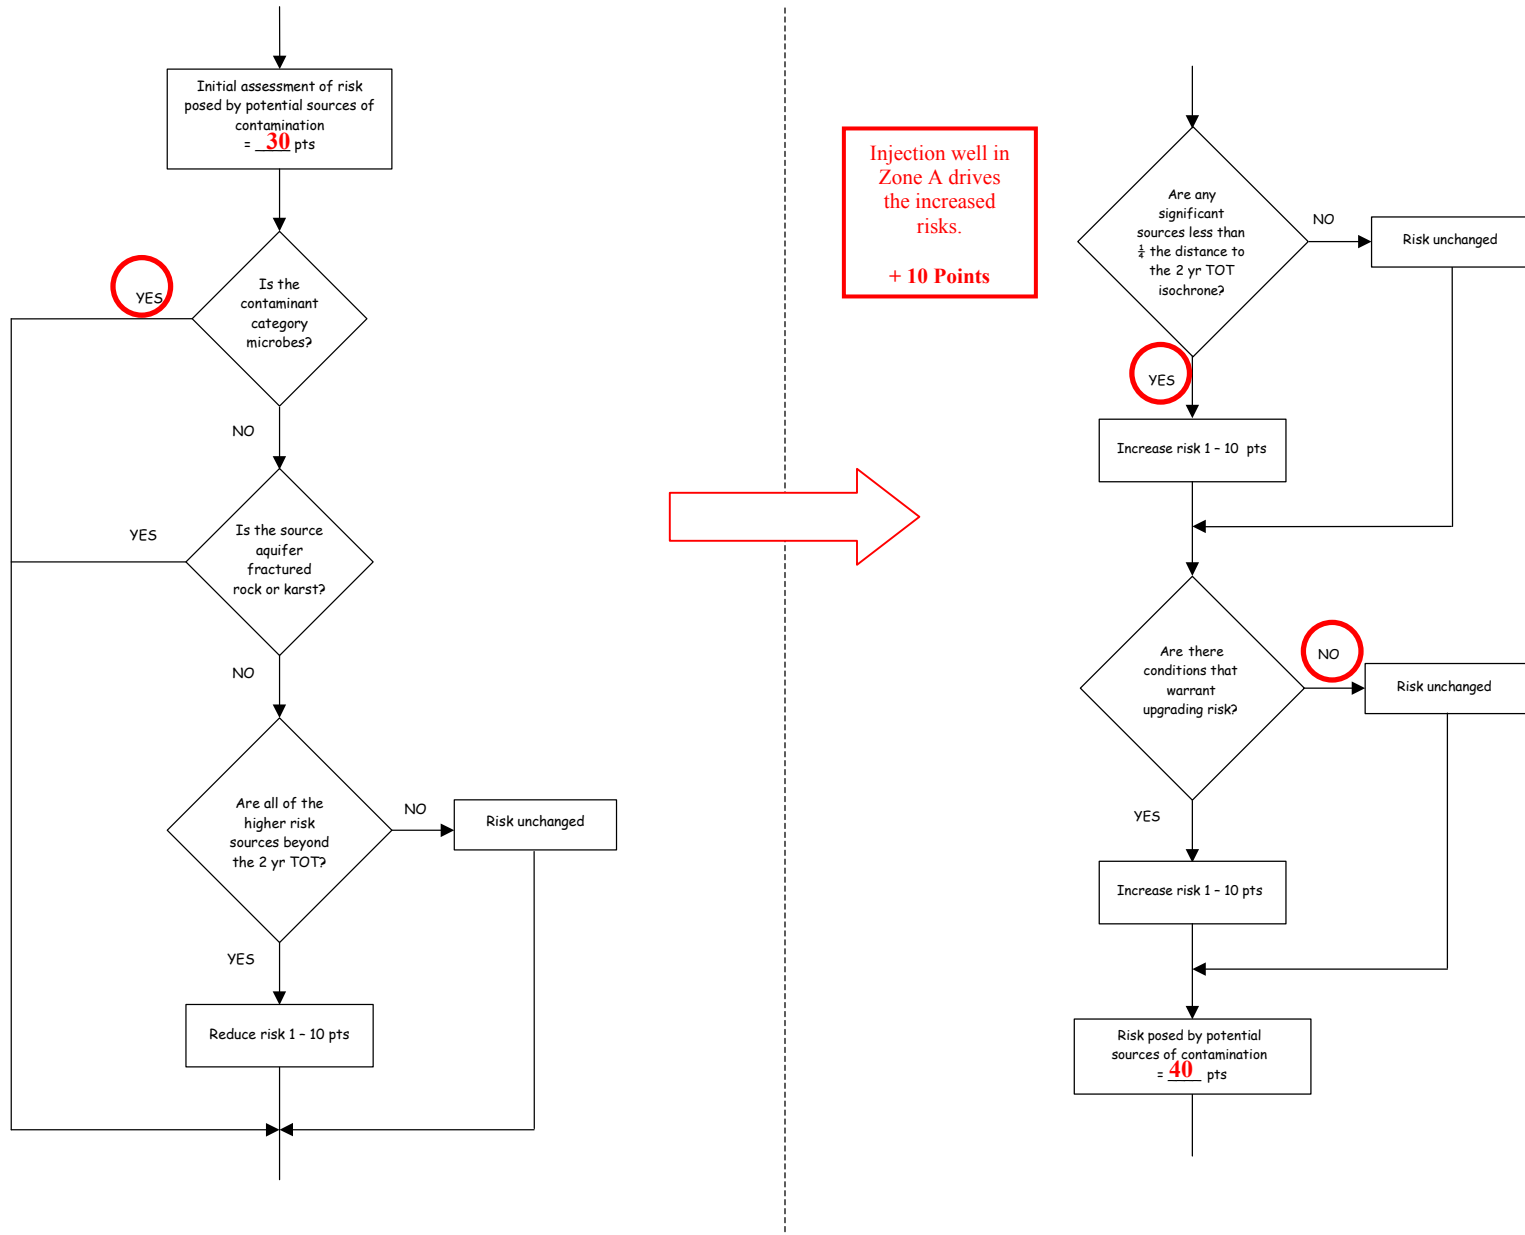 Initial assessment of risk
posed by potential sources of
contamination
= 30 pts
Is the
contaminant
category
microbes?
YES
NO
Is the source
aquifer
fractured
rock or karst?
YES
NO
Are all of the
higher risk
sources beyond
the 2 yr TOT?
NO
Risk unchanged
YES
Reduce risk 1 – 10 pts
Injection well in
Zone A drives
the increased
risks.
+ 10 Points
Are any
significant
sources less than
¼ the distance to
the 2 yr TOT
isochrone?
NO
Risk unchanged
YES
Increase risk 1 – 10 pts
Are there
conditions that
warrant
upgrading risk?
NO
Risk unchanged
YES
Increase risk 1 – 10 pts
Risk posed by potential
sources of contamination
= 40 pts